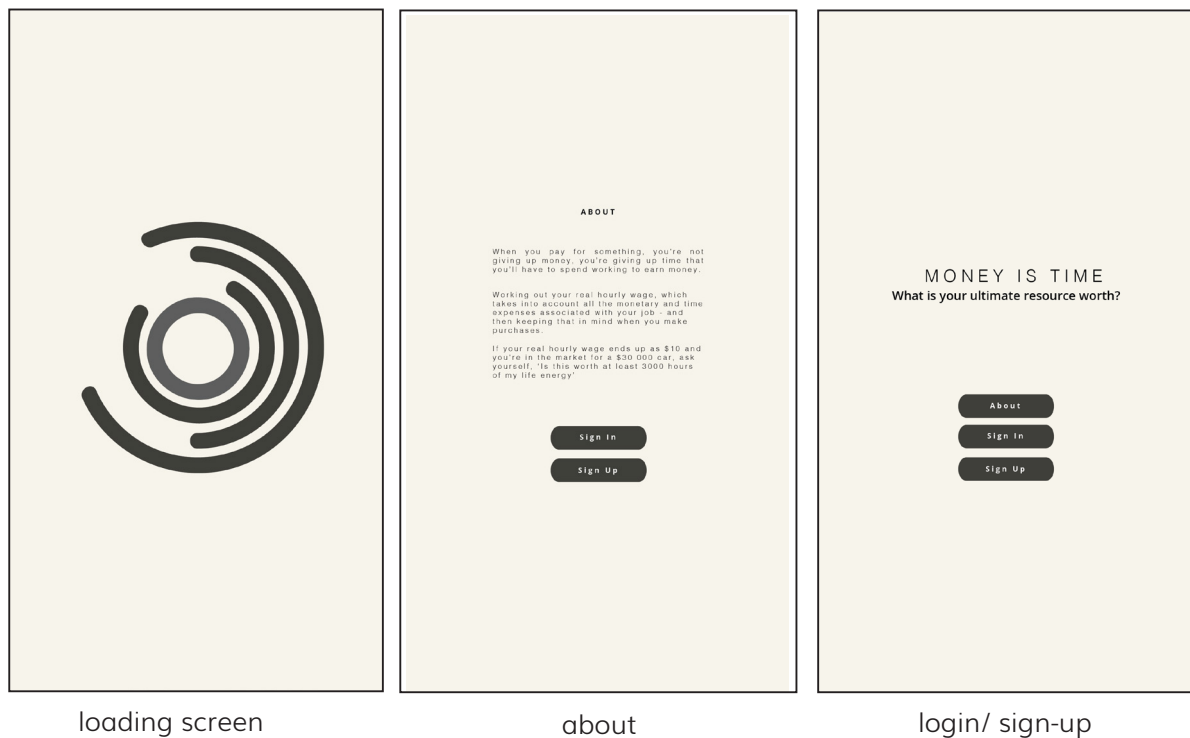 ABOUT
When you pay for something, you're not
giving up money, you're giving up time that
you'll have to spend working to earn money.
Working out your real hourly wage, which
takes into account all the monetary and time
expenses associated with your job - and
then keeping that in mind when you make
purchases.
If your real hourly wage ends up as $10 and
you're in the market for a $30 000 car, ask
yourself, 'Is this worth at least 3000 hours
of my life energy'
Sign In
Sign Up
MONEY IS TIME
What is your ultimate resource worth?
About
Sign In
Sign Up
loading screen
about
login/ sign-up